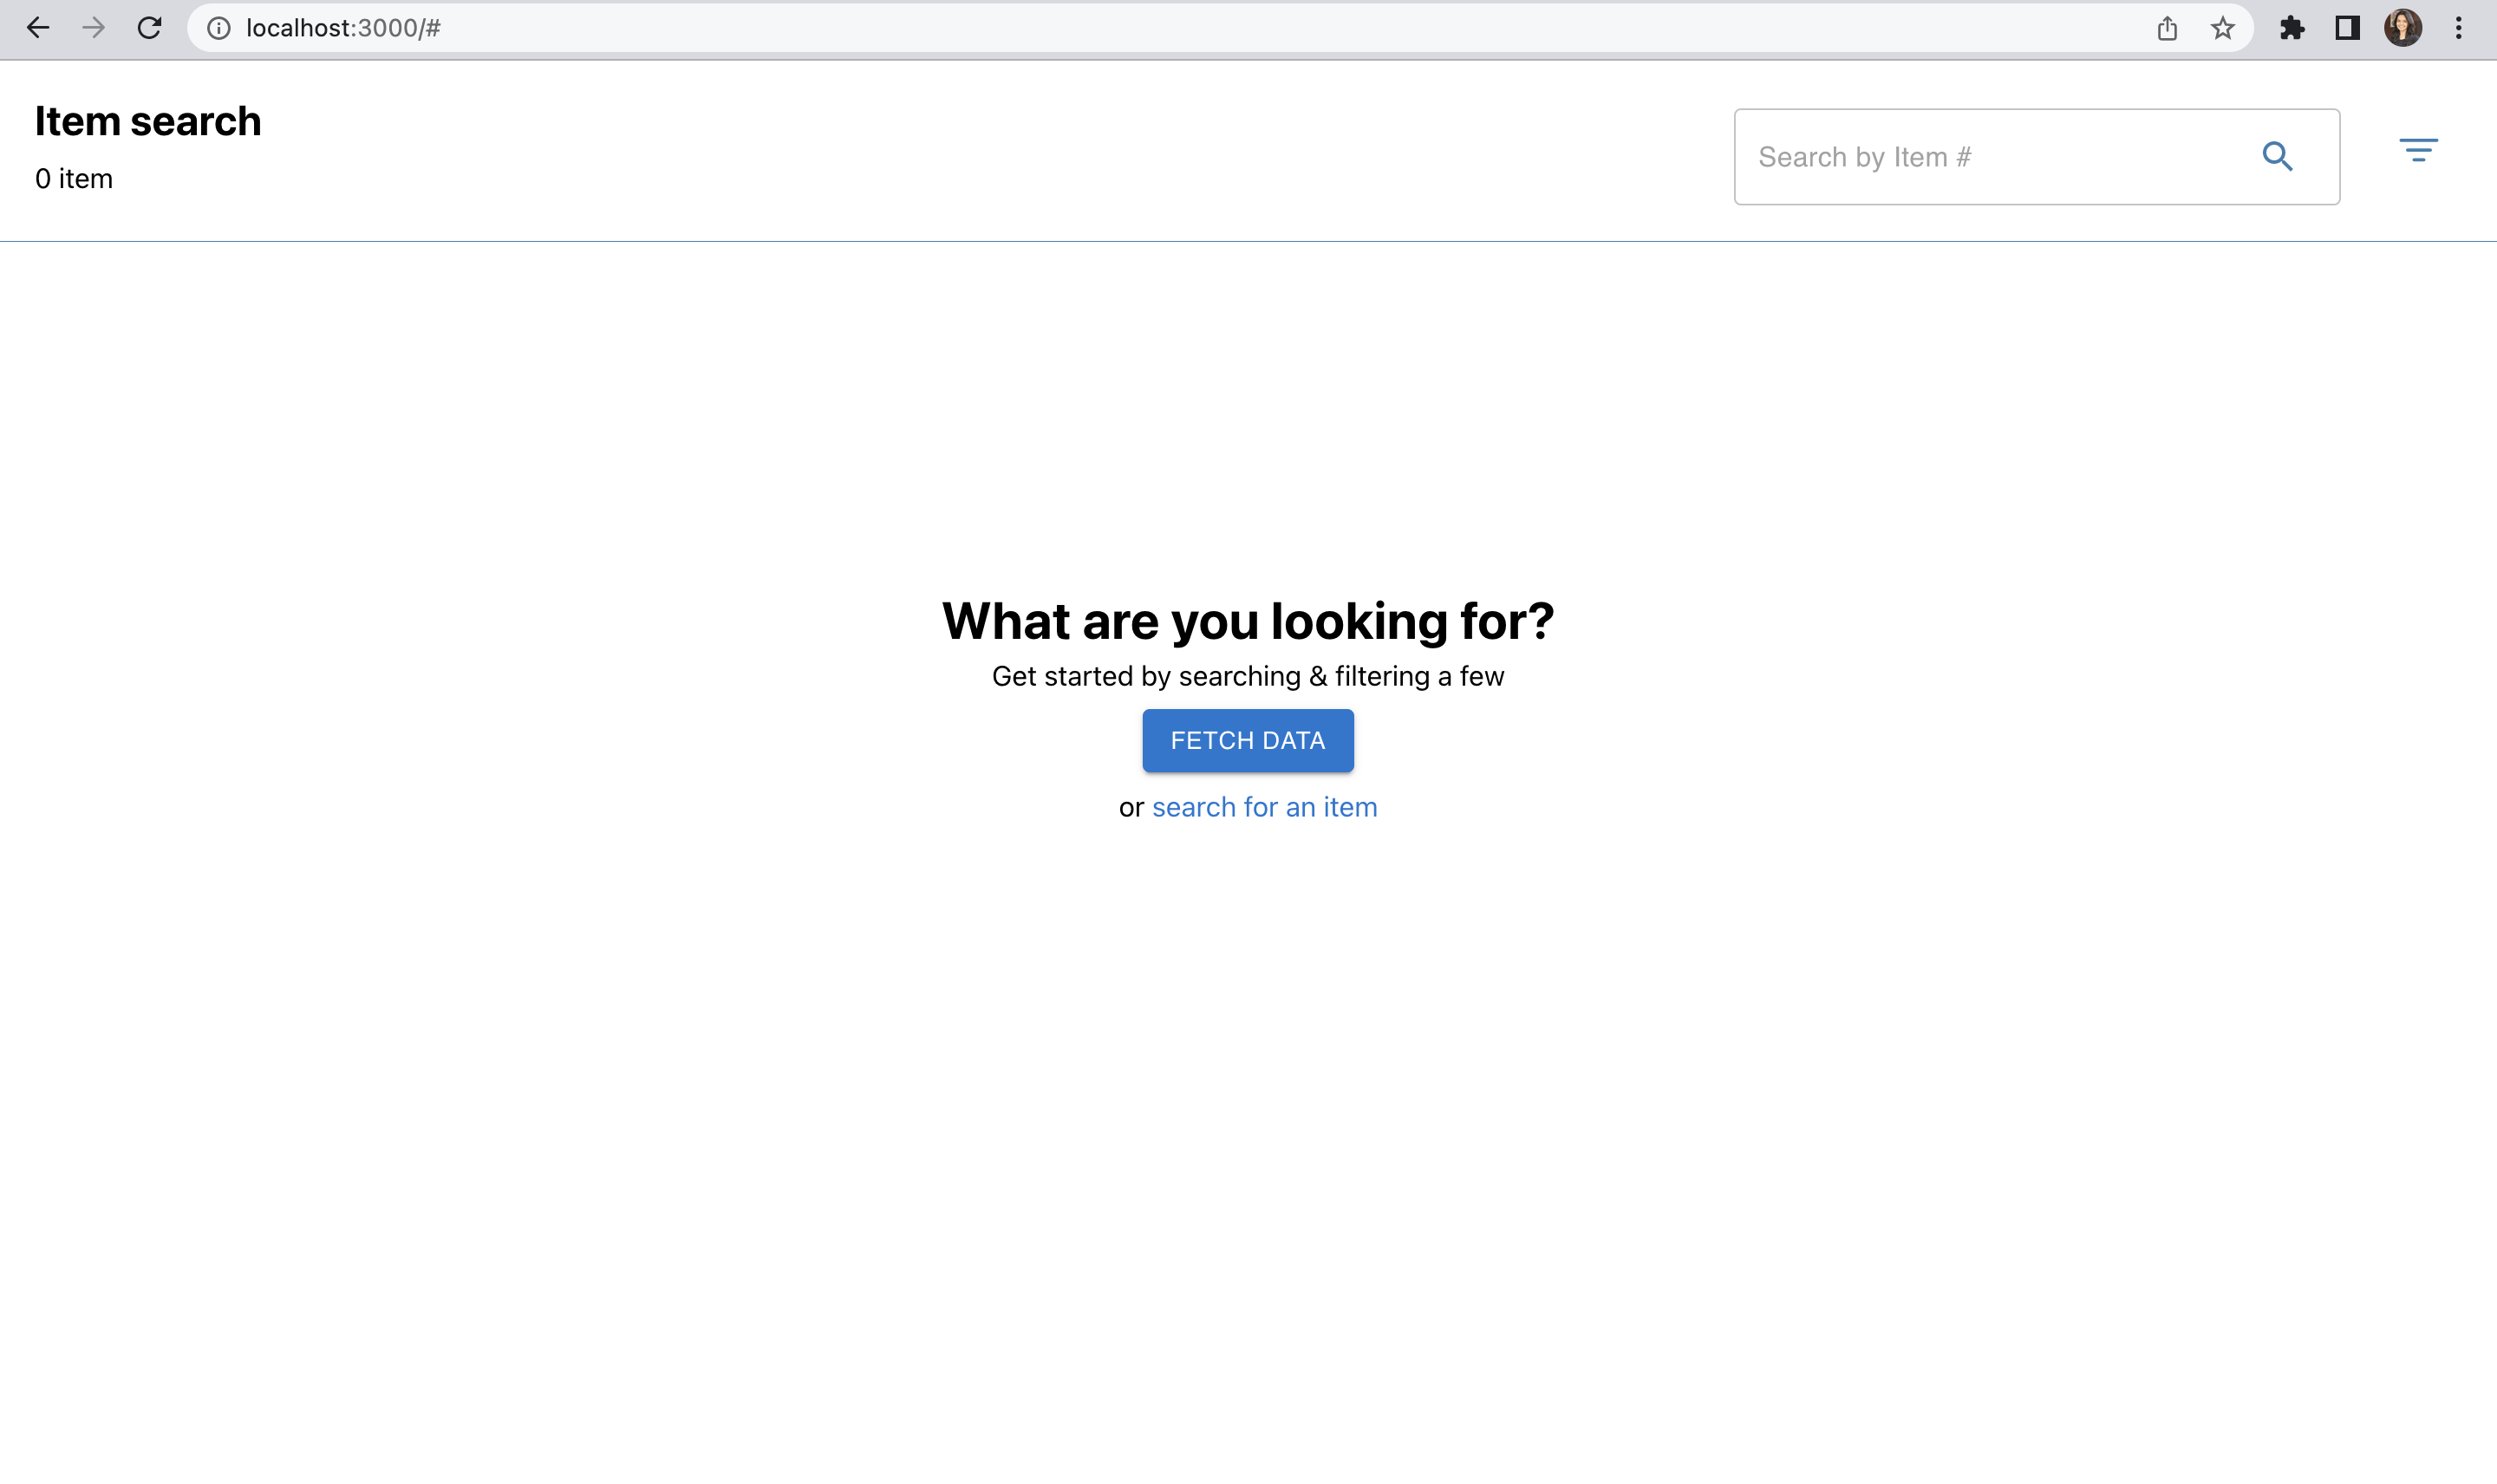 localhost:3000/#
Item search
0 item
Search by Item #
What are you looking for?
Get started by searching & filtering a few
FETCH DATA
or search for an item